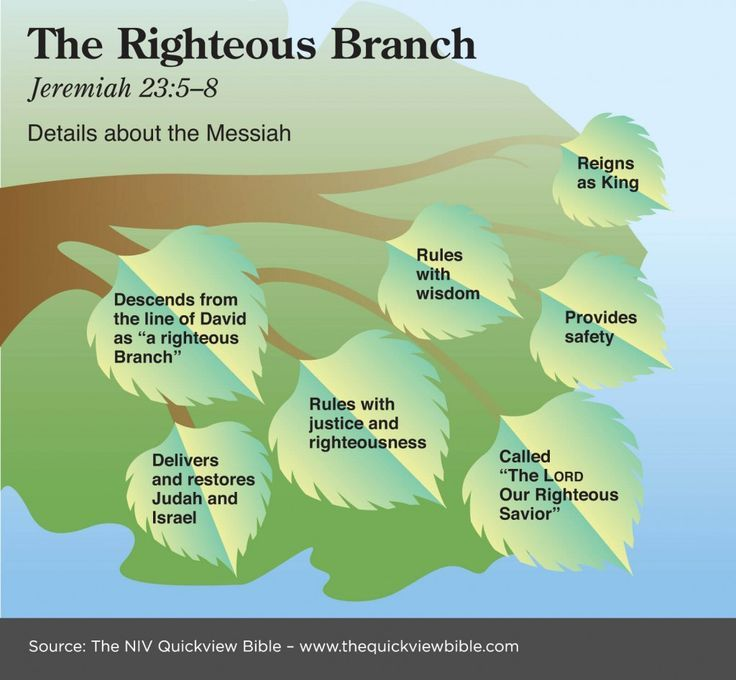 The Righteous Branch
Jeremiah 23:5–8
Details about the Messiah
Reigns
as King
Rules
with
wisdom
Descends from
the line of David
as “a righteous
Branch”
Provides
safety
Rules with
justice and
righteousness
Delivers
and restores
Judah and
Israel
Called
“The LORD
Our Righteous
Savior”
Source: The NIV Quickview Bible – www.thequickviewbible.com